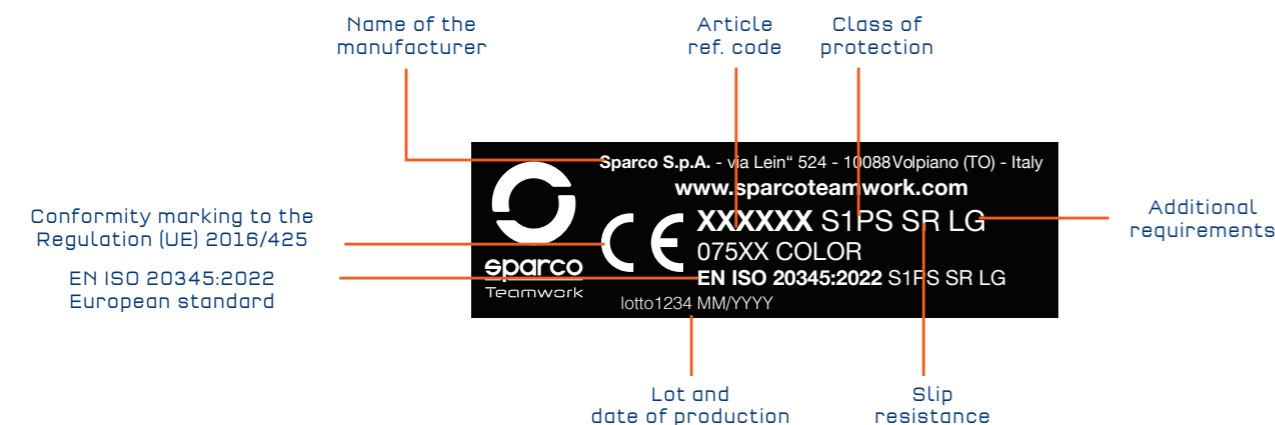 Name of the
manufacturer
Article
ref. code
Class of
protection
Sparco S.p.A. - via Lein“ 524 - 10088Volpiano (TO) - Italy
www.sparcoteamwork.com
CE
XXXXXX S1PS SR LG
075XX COLOR
EN ISO 20345:2022 S1PS SR LG
lotto1234 MM/YYYY
sparco
Teamwork
Conformity marking to the
Regulation (UE) 2016/425
EN ISO 20345:2022
European standard
Additional
requirements
Lot and
date of production
Slip
resistance